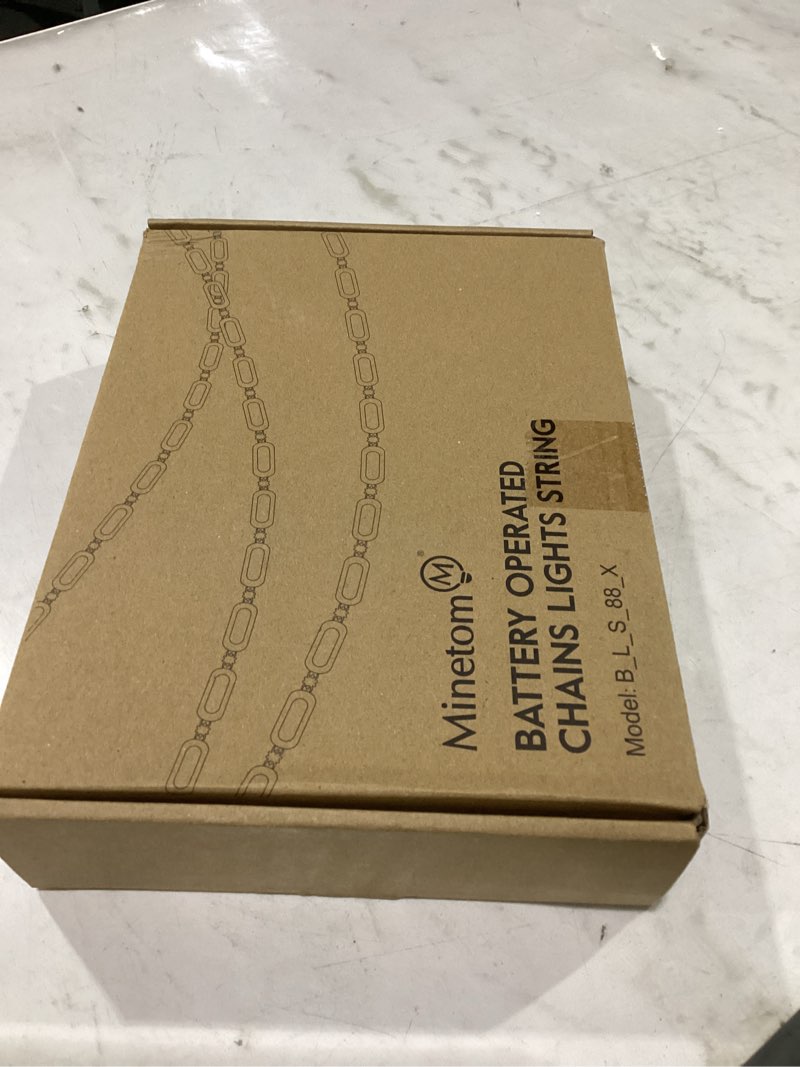 Minetom M ®
BATTERY OPERATED
CHAINS LIGHTS STRING
Model: B_L_S_88_X